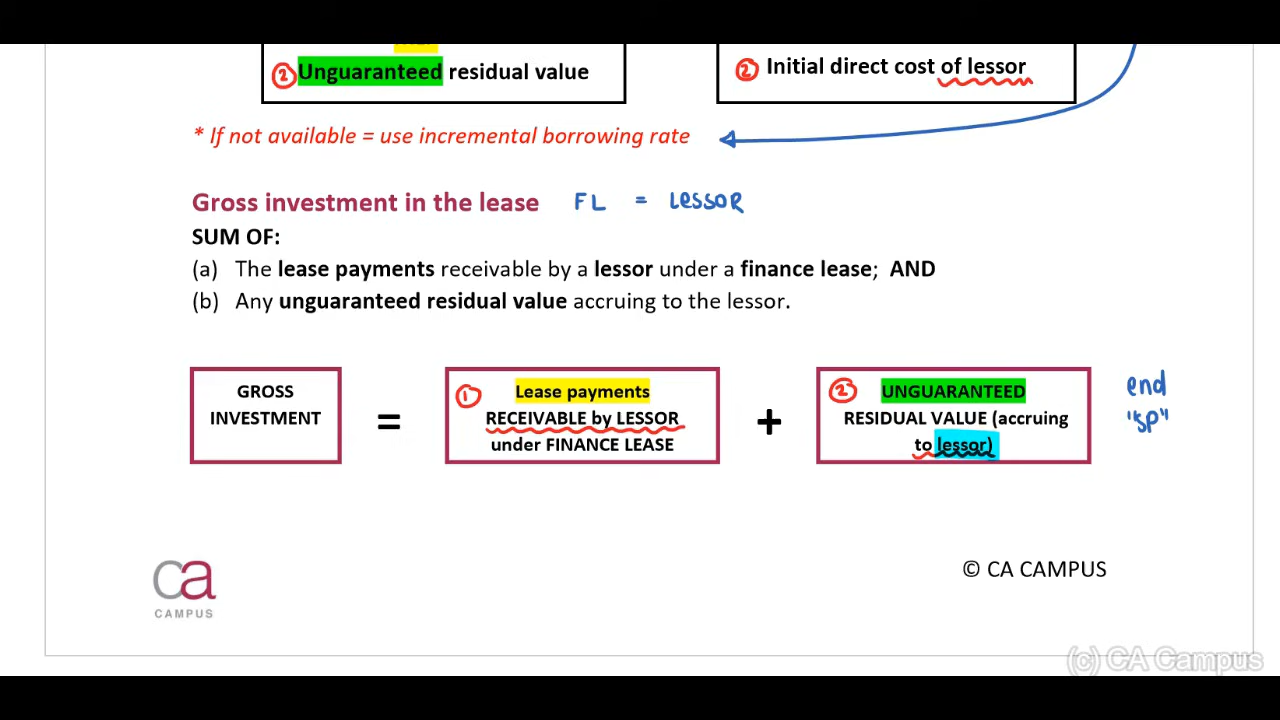 ② Unguaranteed residual value
② Initial direct cost of lessor
* If not available = use incremental borrowing rate
Gross investment in the lease FL = LESSOR
SUM OF:
(a) The lease payments receivable by a lessor under a finance lease; AND
(b) Any unguaranteed residual value accruing to the lessor.
GROSS
INVESTMENT
=
① Lease payments
RECEIVABLE by LESSOR
under FINANCE LEASE
+
② UNGUARANTEED
RESIDUAL VALUE (accruing
to lessor)
end
"SP"
ca
CAMPUS
© CA CAMPUS
(c) CA Campus